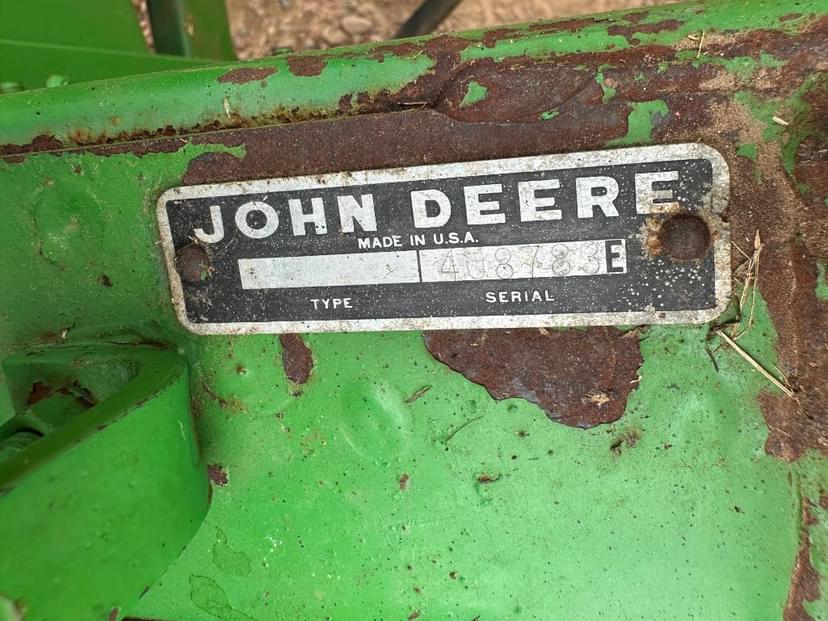 JOHN DEERE
MADE IN U.S.A.
408783E
TYPE SERIAL